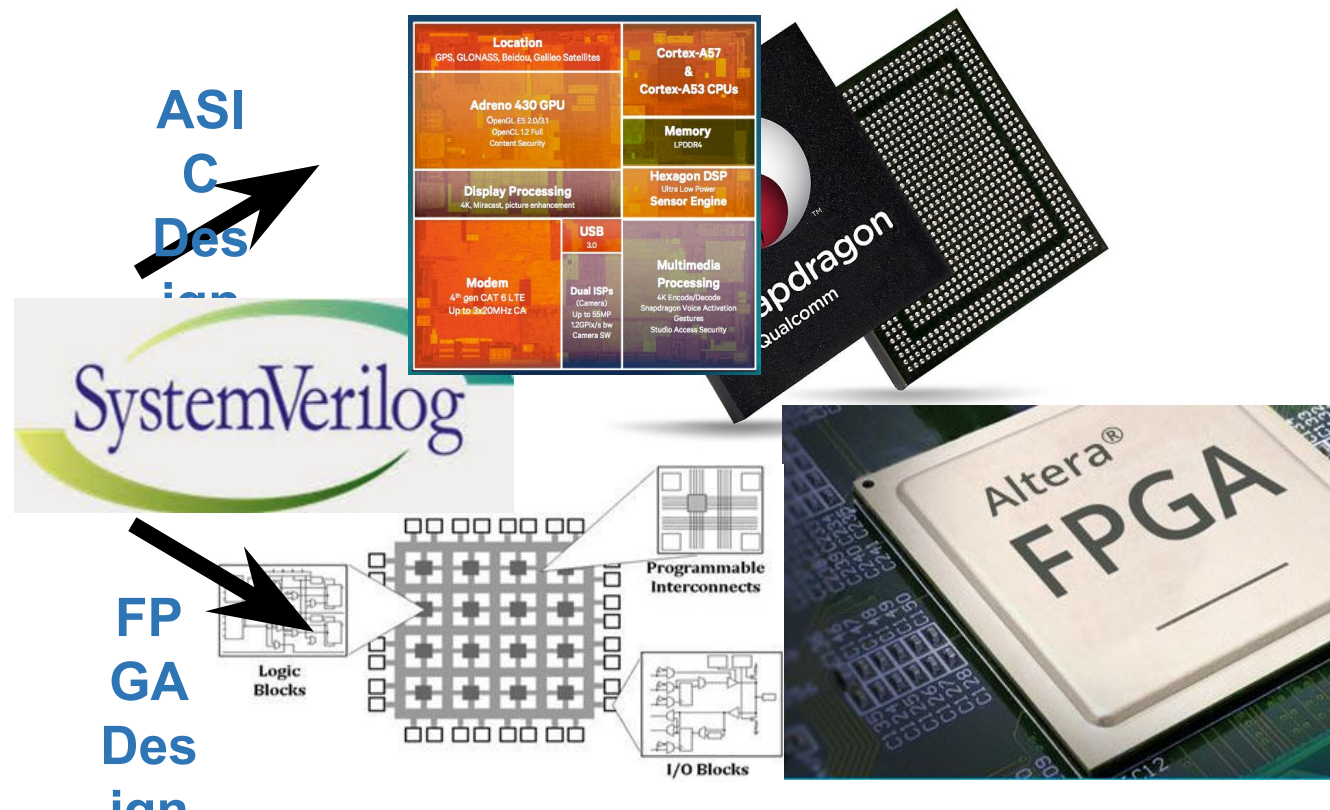 ASI
C
Des
ign
Location
GPS, GLONASS, Beidou, Galileo Satellites
Adreno 430 GPU
OpenGL ES 2.0/3.1
OpenCL 1.2 Full
Content Security
Display Processing
4K, Miracast, picture enhancement
Modem
4th gen CAT 6 LTE
Up to 3x20MHz CA
USB
3.0
Dual ISPs
(Camera)
Up to 55MP
1.2GPix/s bw
Camera SW
Cortex-A57
&
Cortex-A53 CPUs
Memory
LPDDR4
Hexagon DSP
Ultra Low Power
Sensor Engine
Multimedia
Processing
4K Encode/Decode
Snapdragon Voice Activation
Gestures
Studio Access Security
apdragon
Qualcomm
TM
SystemVerilog
Programmable
Interconnects
Logic
Blocks
I/O Blocks
Altera®
FPGA
FP
GA
Des
ign